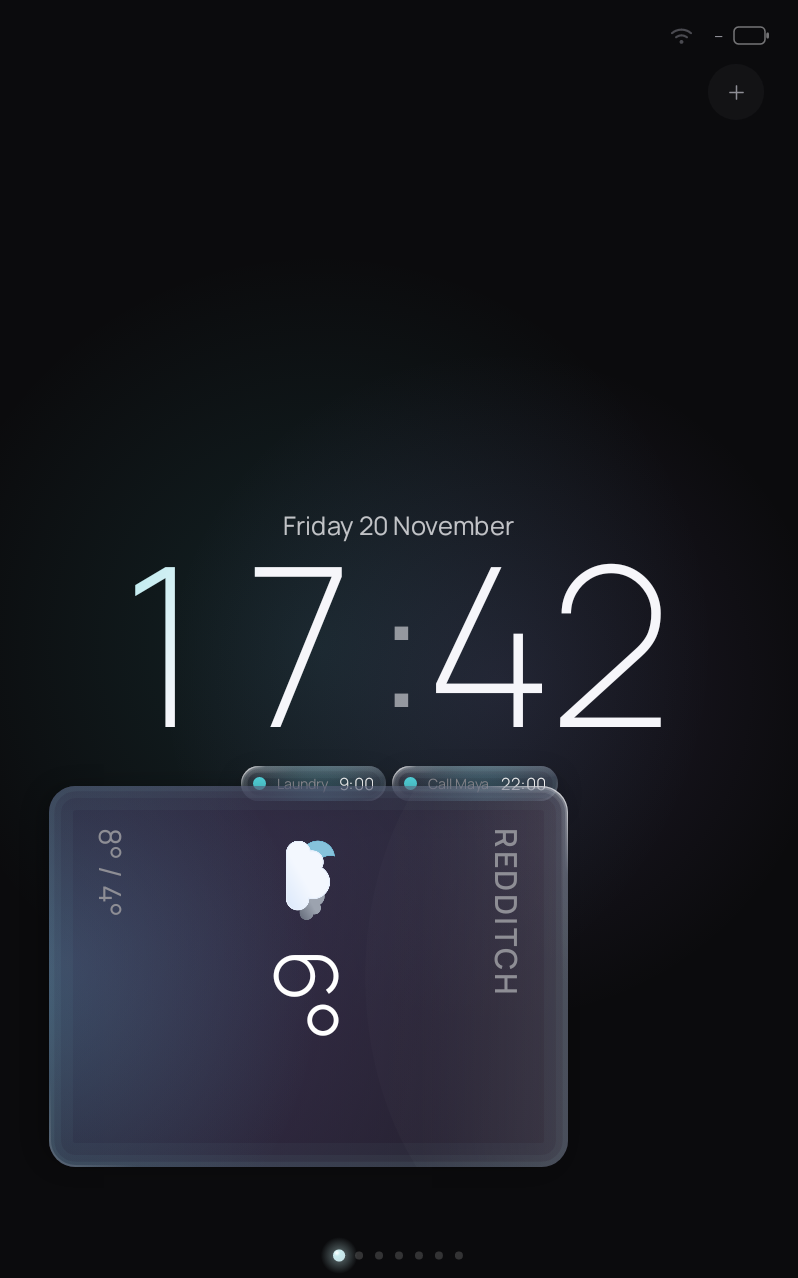 Friday 20 November
17:42
Laundry 9:00
Call Maya 22:00
REDDITCH
6°
8° / 4°